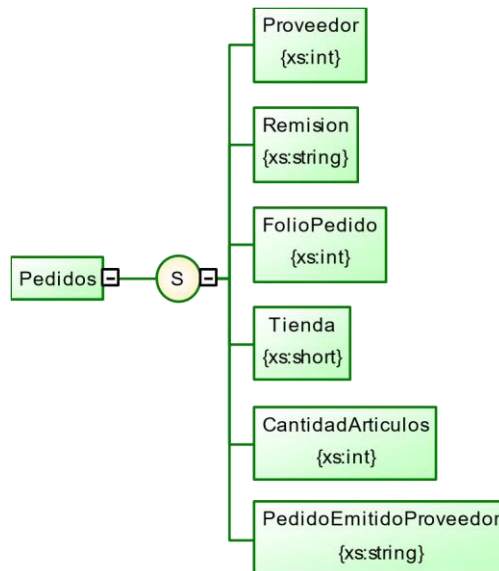 Proveedor
{xs:int}
Remision
{xs:string}
FolioPedido
{xs:int}
Pedidos
S
Tienda
{xs:short}
CantidadArticulos
{xs:int}
PedidoEmitidoProveedor
{xs:string}